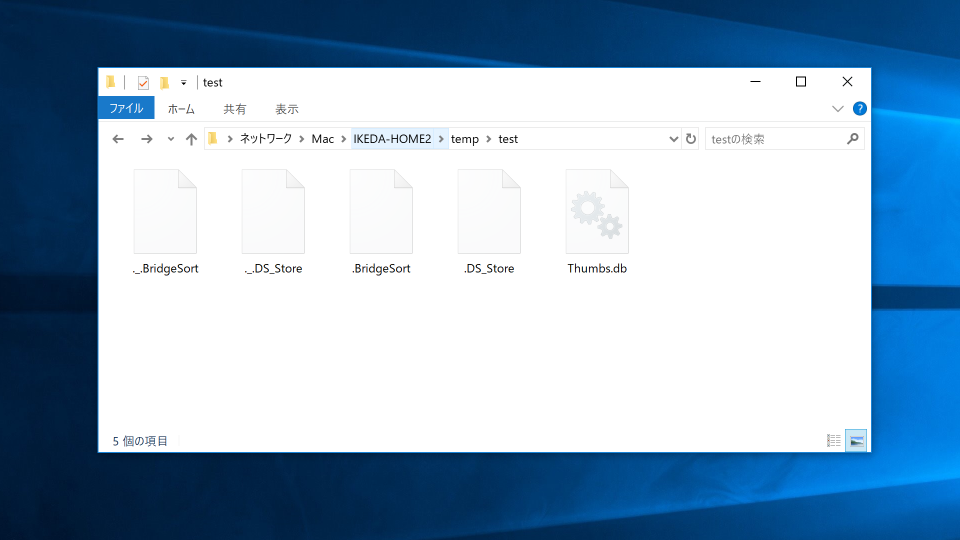 test
ファイル ホーム 共有 表示
ネットワーク Mac IKEDA-HOME2 temp test testの検索
._.BridgeSort ._.DS_Store .BridgeSort .DS_Store Thumbs.db
5 個の項目